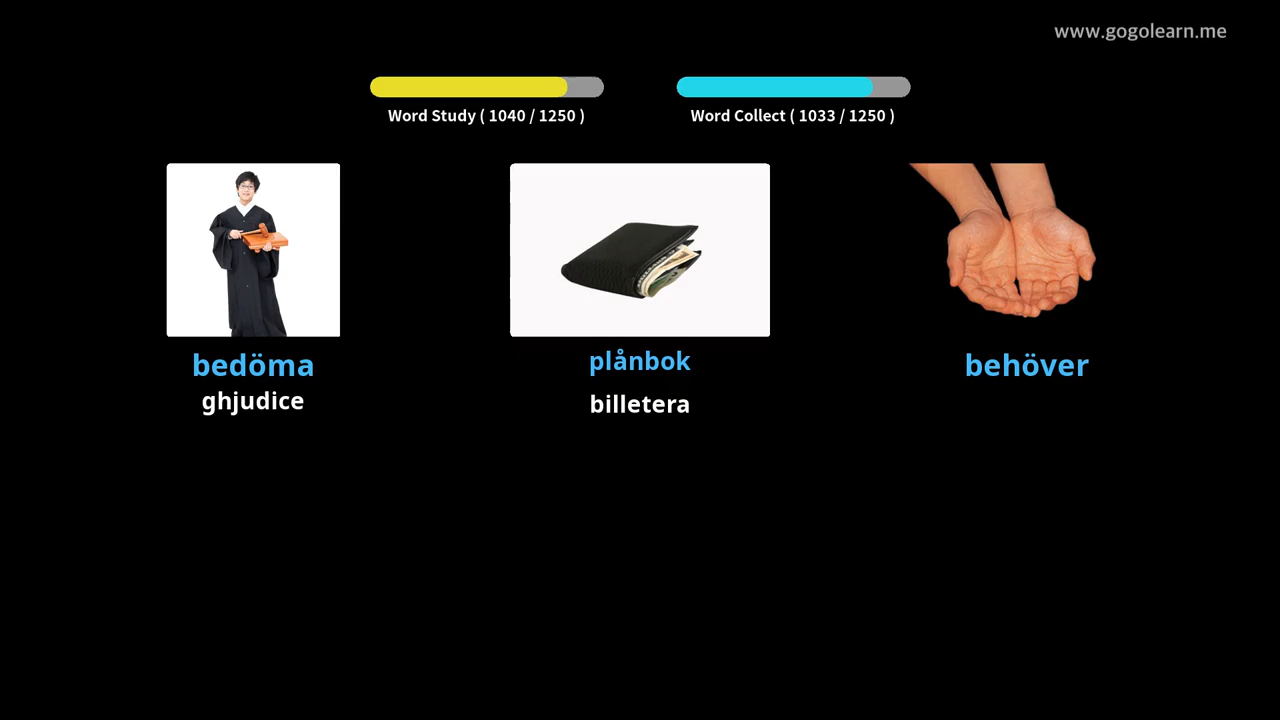 www.gogolearn.me
Word Study ( 1040 / 1250 )
Word Collect ( 1033 / 1250 )
bedöma
ghjudice
plånbok
billetera
behöver